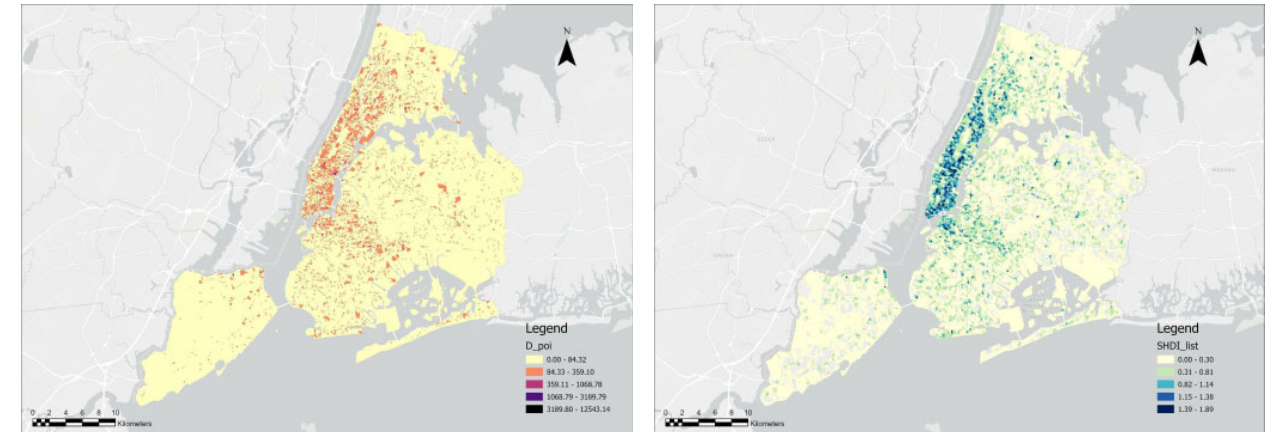 N
Legend
D_poi
0.00 - 84.32
84.33 - 359.10
359.11 - 1068.78
1068.79 - 3189.79
3189.80 - 12543.14
0 2 4 6 8 10
Kilometers
N
Legend
SHDI_list
0.00 - 0.30
0.31 - 0.81
0.82 - 1.14
1.15 - 1.38
1.39 - 1.89
0 2 4 6 8 10
Kilometers